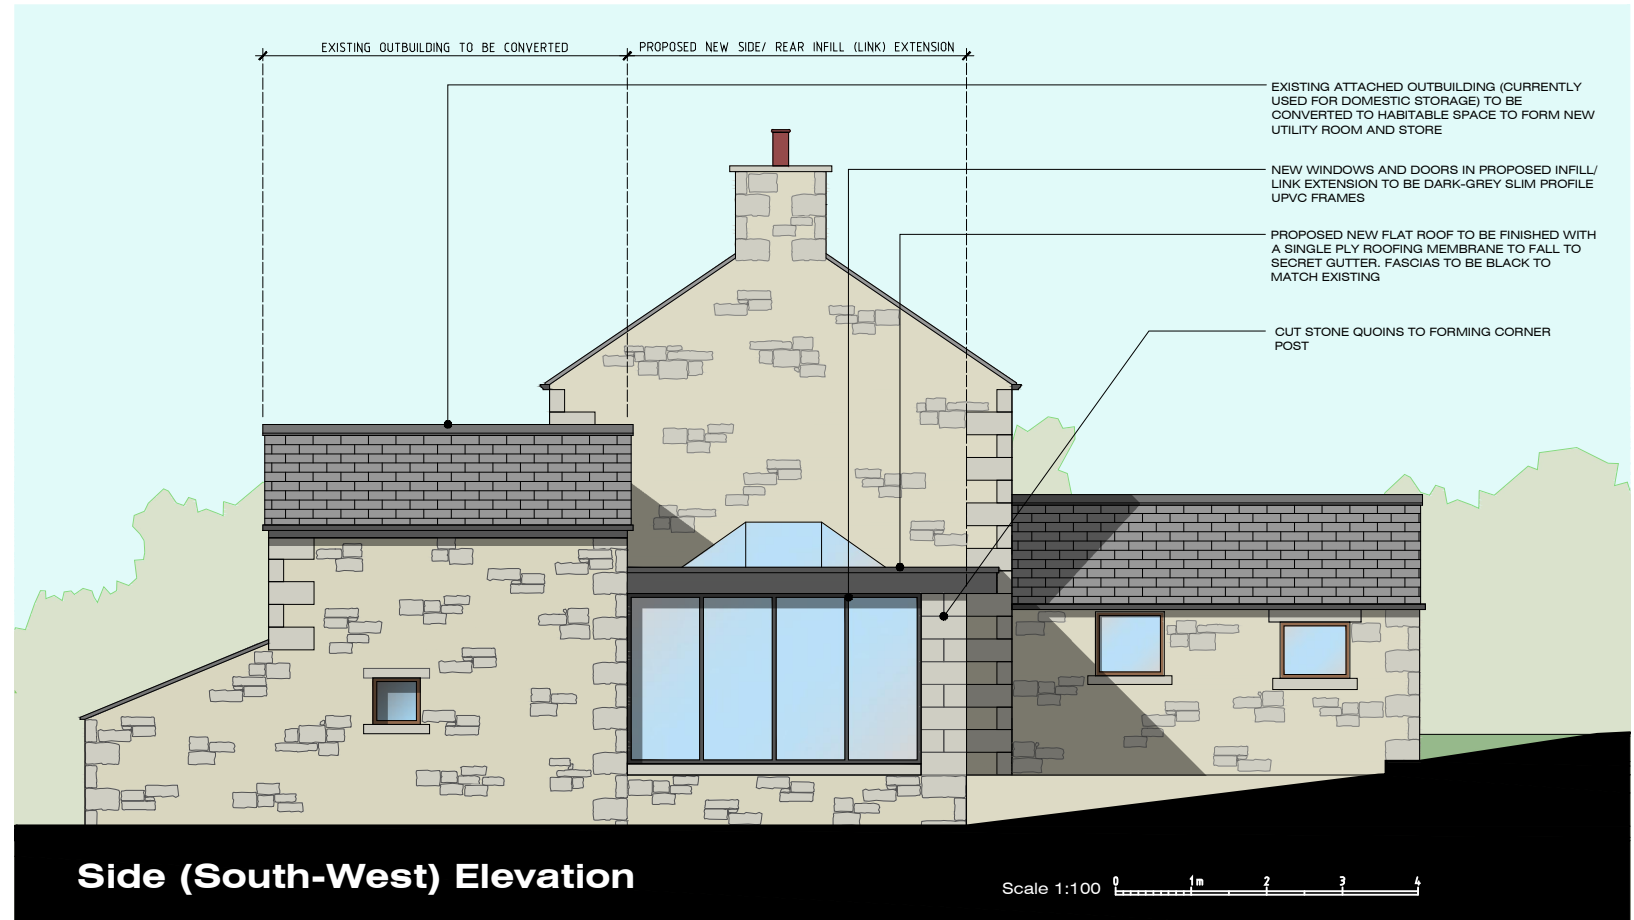 EXISTING OUTBUILDING TO BE CONVERTED
PROPOSED NEW SIDE/ REAR INFILL (LINK) EXTENSION
EXISTING ATTACHED OUTBUILDING (CURRENTLY
USED FOR DOMESTIC STORAGE) TO BE
CONVERTED TO HABITABLE SPACE TO FORM NEW
UTILITY ROOM AND STORE
NEW WINDOWS AND DOORS IN PROPOSED INFILL/
LINK EXTENSION TO BE DARK-GREY SLIM PROFILE
UPVC FRAMES
PROPOSED NEW FLAT ROOF TO BE FINISHED WITH
A SINGLE PLY ROOFING MEMBRANE TO FALL TO
SECRET GUTTER. FASCIAS TO BE BLACK TO
MATCH EXISTING
CUT STONE QUOINS TO FORMING CORNER
POST
Side (South-West) Elevation
Scale 1:100
0 1m 2 3 4